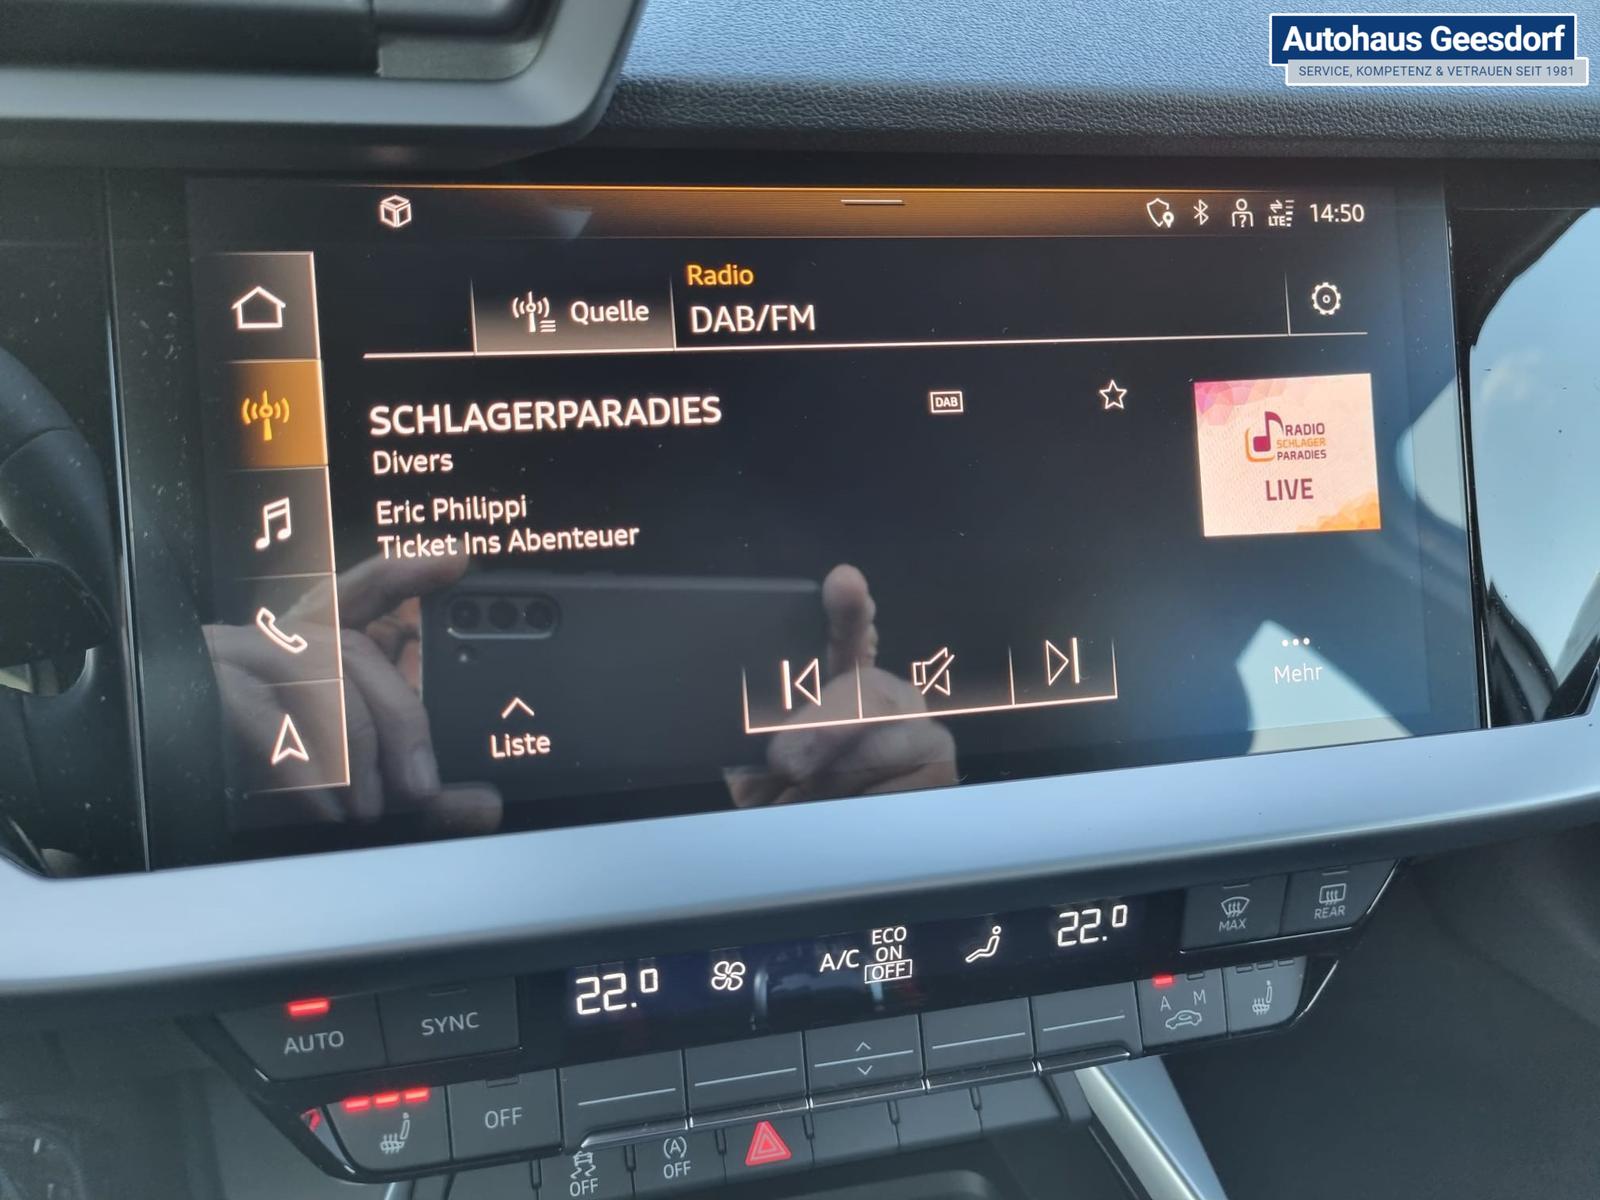 Autohaus Geesdorf
SERVICE, KOMPETENZ & VETRAUEN SEIT 1981
LTE 14:50
Quelle
Radio
DAB/FM
SCHLAGERPARADIES
Divers
Eric Philippi
Ticket Ins Abenteuer
DAB
RADIO
SCHLAGER
PARADIES
LIVE
Liste
Mehr
22.0
A/C
ECO
ON
OFF
22.0
MAX
REAR
AUTO
SYNC
A M
OFF
OFF
(A)
OFF